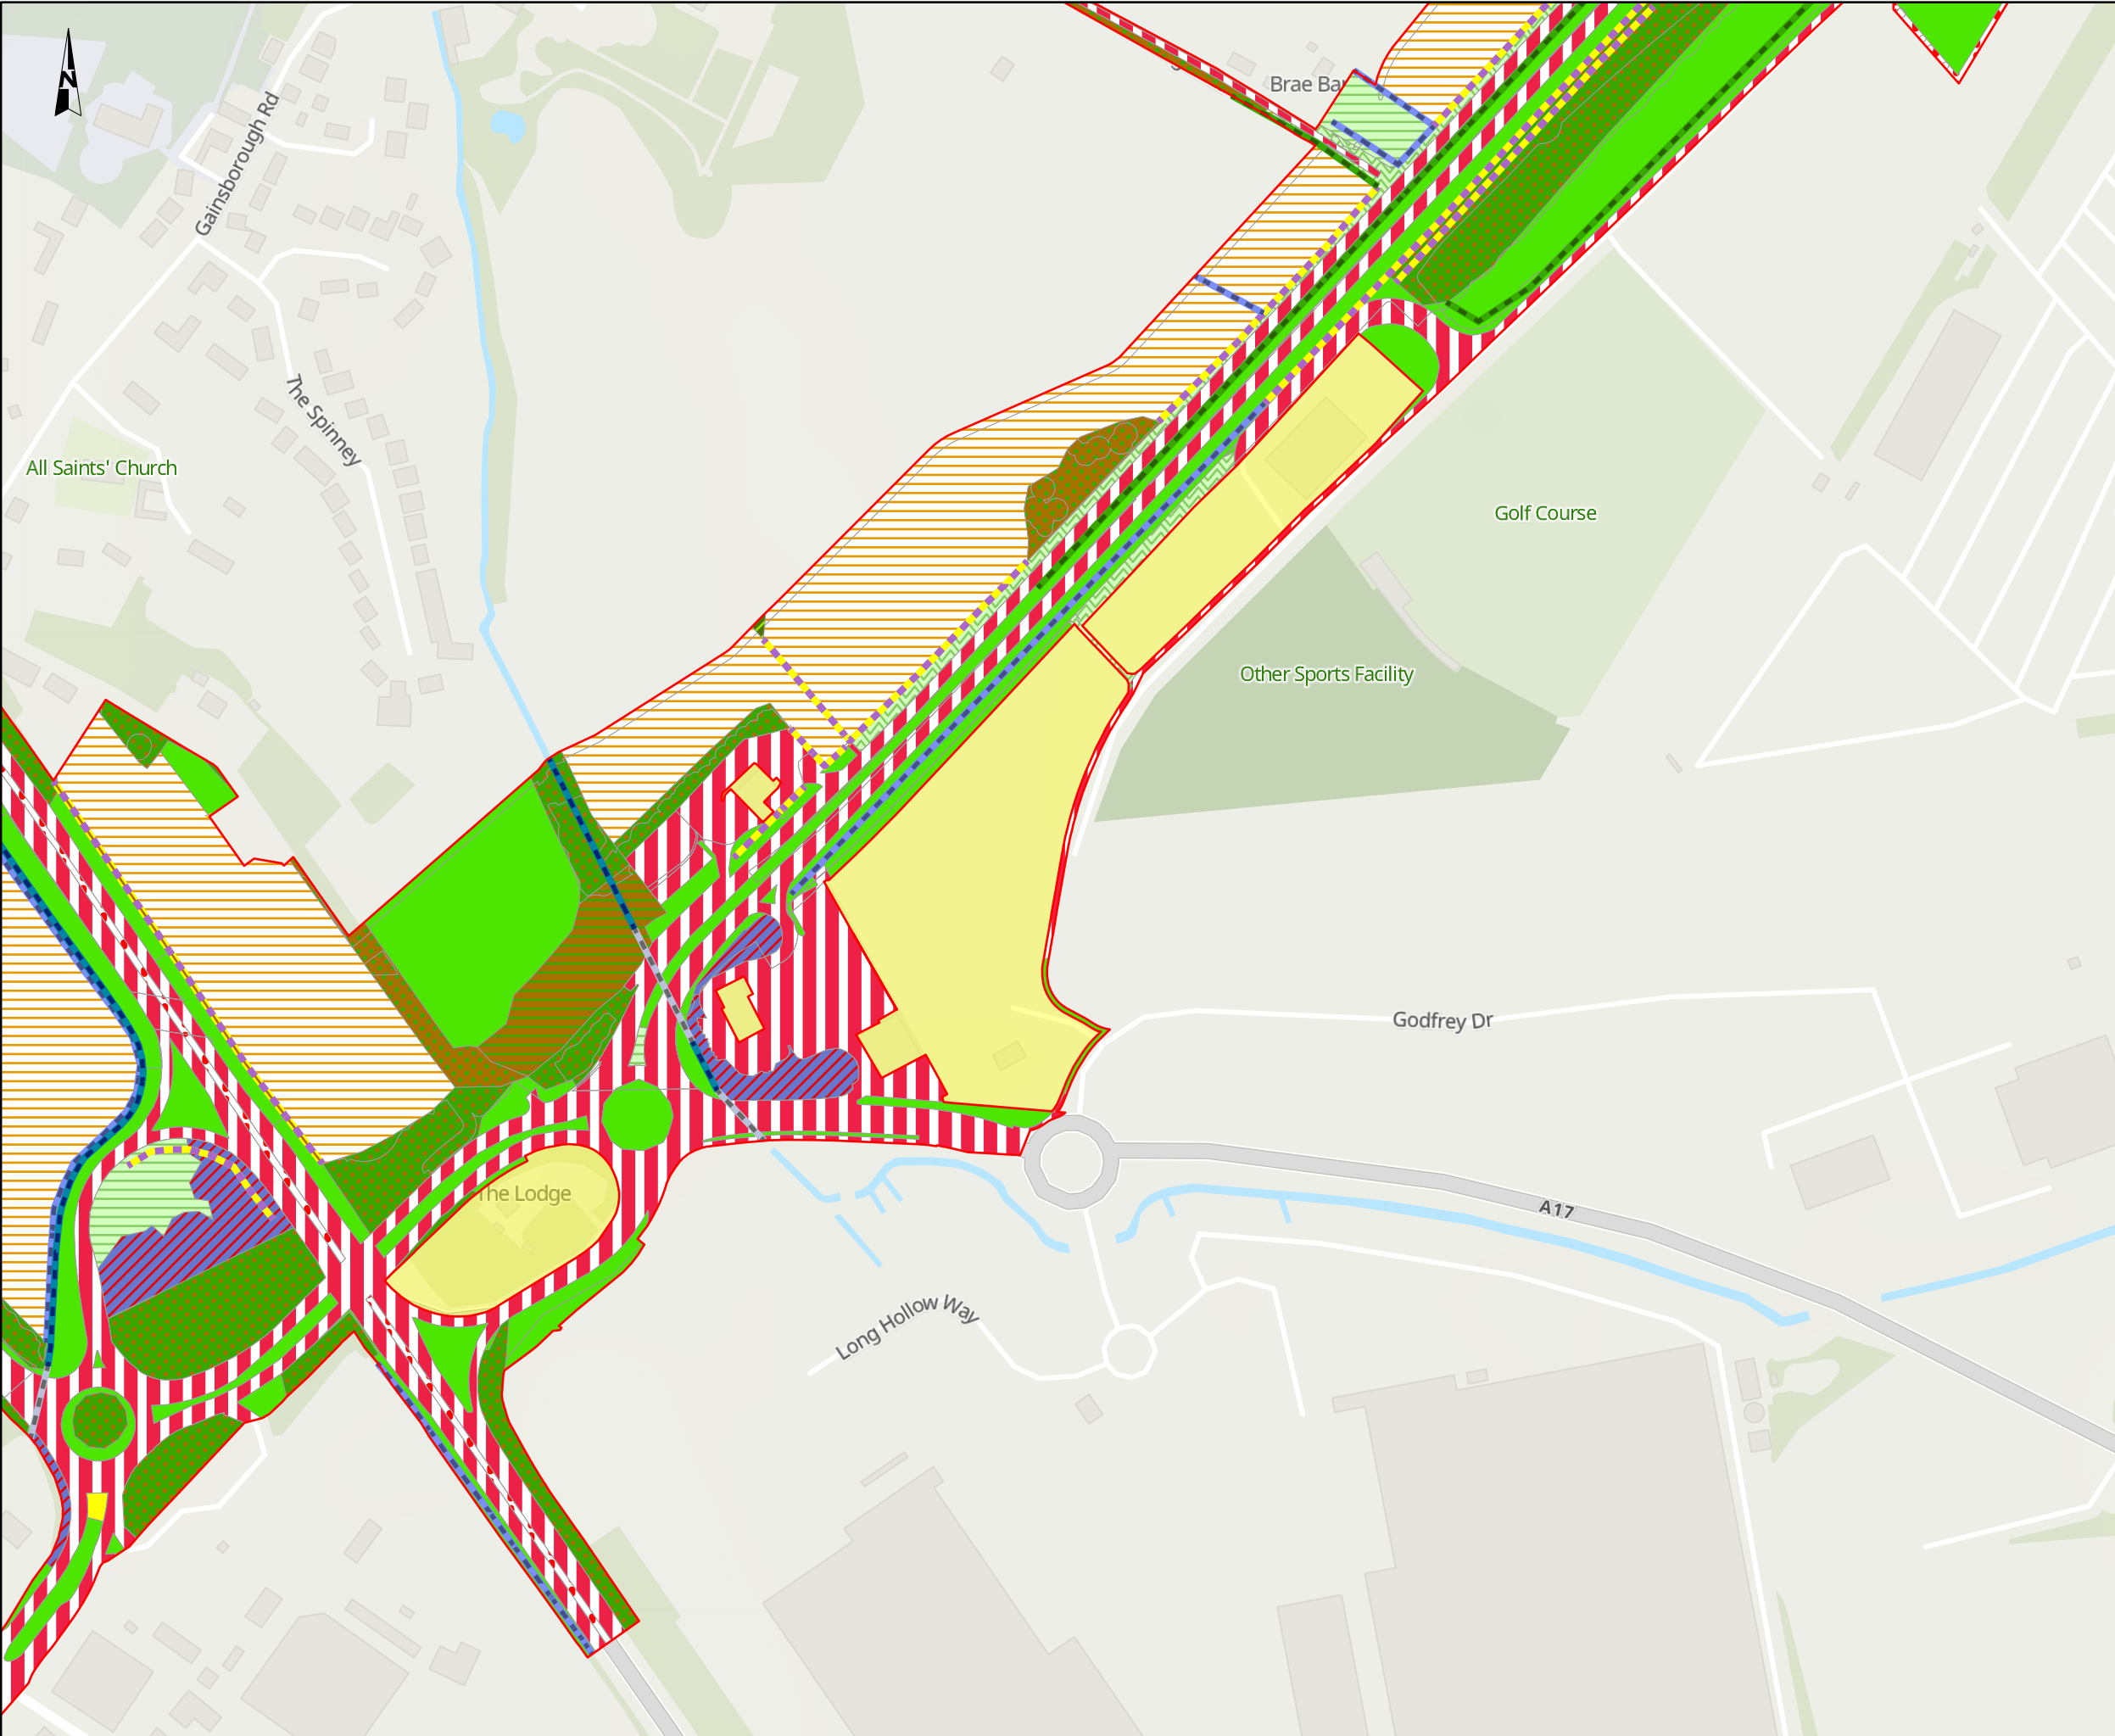 N
Brae
Gainsborough Rd
The Spinney
All Saints' Church
Golf Course
Other Sports Facility
Godfrey Dr
The Lodge
A17
Long Hollow Way